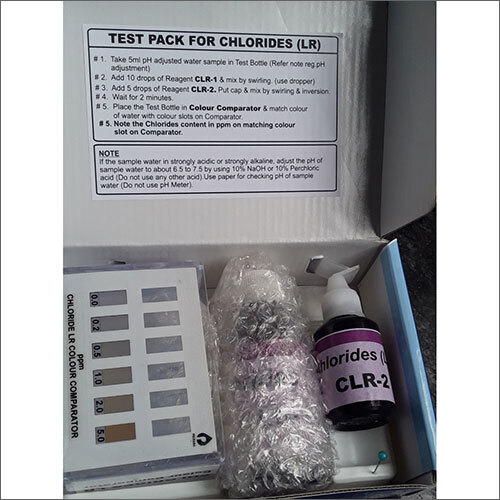 TEST PACK FOR CHLORIDES (LR)
# 1. Take 5ml pH adjusted water sample in Test Bottle (Refer note reg.pH
adjustment)
# 2. Add 10 drops of Reagent CLR-1 & mix by swirling. (use dropper)
# 3. Add 5 drops of Reagent CLR-2. Put cap & mix by swirling & inversion.
# 4. Wait for 2 minutes.
# 5. Place the Test Bottle in Colour Comparator & match colour
of water with colour slots on Comparator.
# 5. Note the Chlorides content in ppm on matching colour
slot on Comparator.
NOTE
If the sample water in strongly acidic or strongly alkaline, adjust the pH of
sample water to about 6.5 to 7.5 by using 10% NaOH or 10% Perchloric
acid (Do not use any other acid).Use paper for checking pH of sample
water (Do not use pH Meter).
CHLORIDE LR COLOUR COMPARATOR
ppm
0.0
0.2
0.5
1.0
2.0
5.0
Chlorides (L
CLR-2